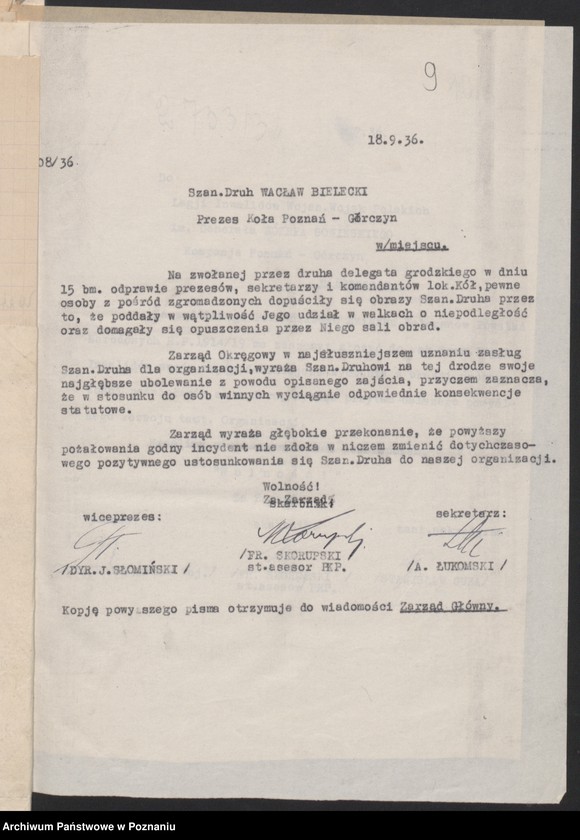 9
18.9.36.
08/36.
Szan.Druh WACŁAW BIELECKI
Prezes Koła Poznań - Górczyn
w/miejscu.
Na zwołanej przez druha delegata grodzkiego w dniu
15 bm. odprawie prezesów, sekretarzy i komendantów lok.Kół,pewne
osoby z pośród zgromadzonych dopuściły się obrazy Szan.Druha przez
to, że poddały w wątpliwość Jego udział w walkach o niepodległość
oraz domagały się opuszczenia przez Niego sali obrad.
Zarząd Okręgowy w najsłuszniejszem uznaniu zasług
Szan.Druha dla organizacji,wyraża Szan.Druhowi na tej drodze swoje
najgłębsze ubolewanie z powodu opisanego zajścia, przyczem zaznacza,
że w stosunku do osób winnych wyciągnie odpowiednie konsekwencje
statutowe.
Zarząd wyraża głębokie przekonanie, że powyższy
pożałowania godny incydent nie zdoła w niczem zmienić dotychczaso-
wego pozytywnego ustosunkowania się Szan.Druha do naszej organizacji.
Wolność!
Za Zarząd:
skarbnik:
wiceprezes:
sekretarz:
/FR. SKORUPSKI
/DYR.J.SŁOMIŃSKI/
st.asesor PKP.
/A. ŁUKOMSKI/
Kopję powyższego pisma otrzymuje do wiadomości Zarząd Główny.
Archiwum Państwowe w Poznaniu